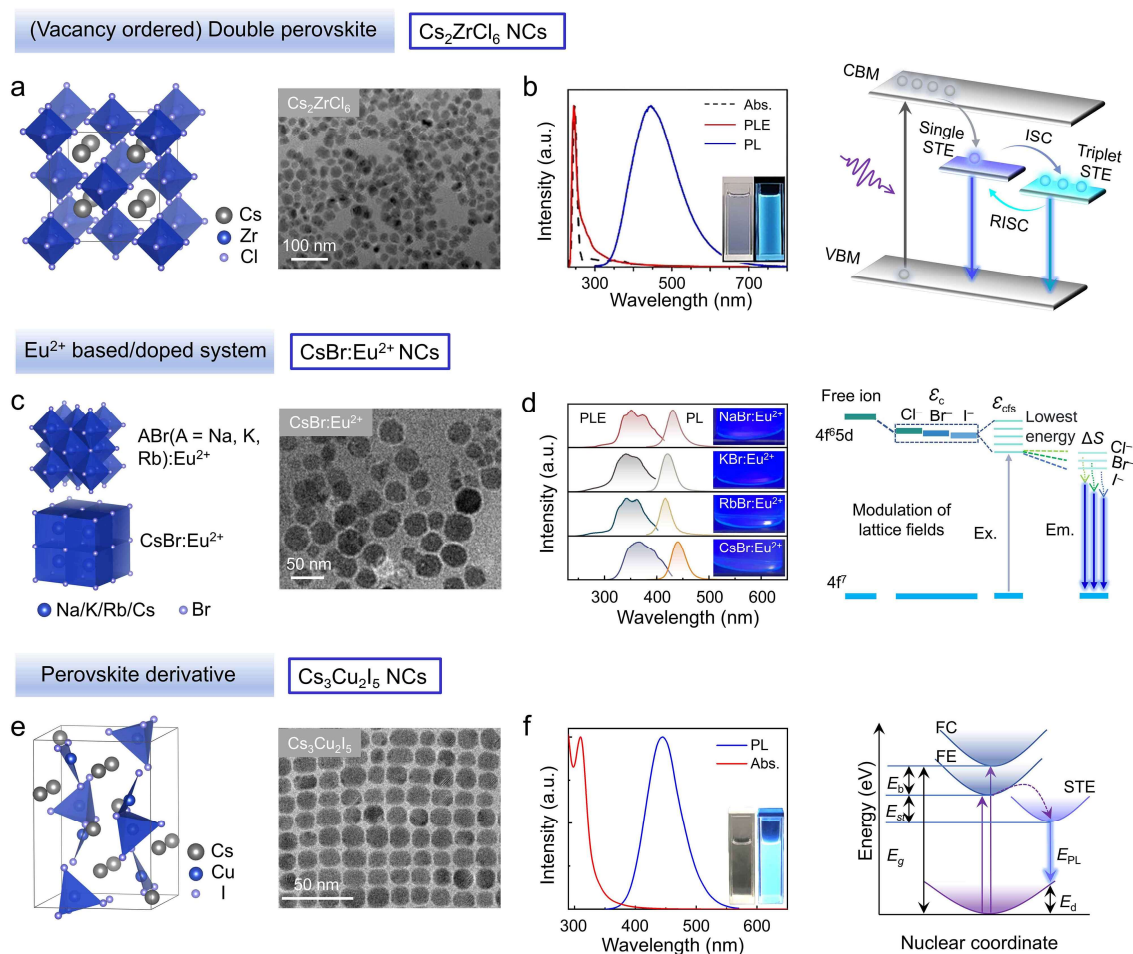 (Vacancy ordered) Double perovskite
Cs₂ZrCl₆ NCs
a
Cs
Zr
Cl
Cs₂ZrCl₆
100 nm
b
Intensity (a.u.)
Abs.
PLE
PL
300
500
700
Wavelength (nm)
CBM
Single
STE
ISC
Triplet
STE
RISC
VBM
Eu²⁺ based/doped system
CsBr:Eu²⁺ NCs
c
ABr(A = Na, K,
Rb):Eu²⁺
CsBr:Eu²⁺
Na/K/Rb/Cs
Br
CsBr:Eu²⁺
50 nm
d
Intensity (a.u.)
PLE
PL
NaBr:Eu²⁺
KBr:Eu²⁺
RbBr:Eu²⁺
CsBr:Eu²⁺
300
400
500
600
Wavelength (nm)
Free ion
4f⁶5d
Ɛc
Cl⁻
Br⁻
I⁻
Ɛcfs
Lowest
energy
ΔS
Cl⁻
Br⁻
I⁻
Modulation of
lattice fields
Ex.
Em.
4f⁷
Perovskite derivative
Cs₃Cu₂I₅ NCs
e
Cs
Cu
I
Cs₃Cu₂I₅
50 nm
f
Intensity (a.u.)
PL
Abs.
300
400
500
600
Wavelength (nm)
Energy (eV)
FC
FE
STE
Eb
Est
Eg
EPL
Ed
Nuclear coordinate